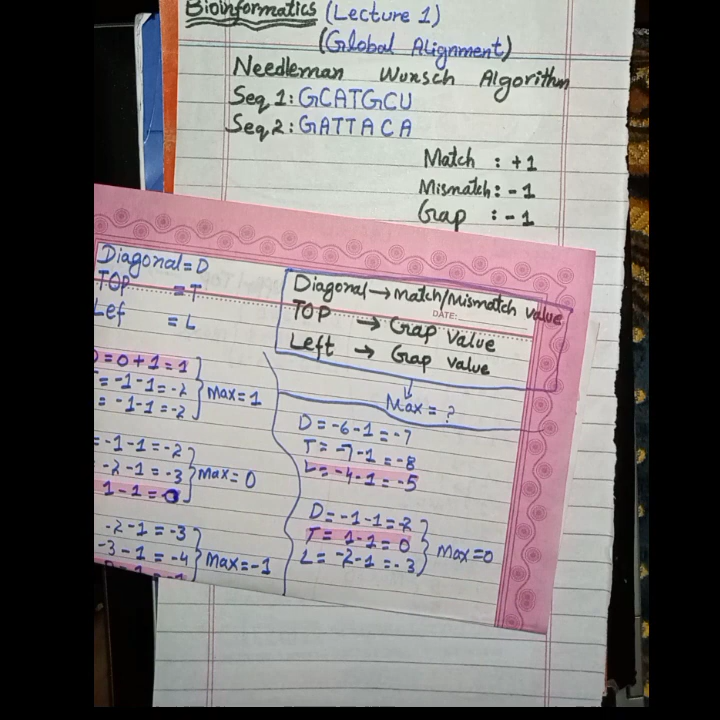 Bioinformatics (Lecture 1)
(Global Alignment)
Needleman Wunsch Algorithm
Seq 1: GCATGCU
Seq 2: GATTACA
Match : +1
Mismatch: -1
Gap : -1
Diagonal = D
TOP = T
Lef = L
Diagonal → Match/Mismatch value
DATE:
TOP → Gap Value
Left → Gap value
Max = ?
= 0 + 1 = 1
= -1 - 1 = -2
= -1 - 1 = -2
Max = 1
= -1 - 1 = -2
-2 - 1 = -3
1 - 1 = 0
Max = 0
-2 - 1 = -3
-3 - 1 = -4
Max = -1
D = -6 - 1 = -7
T = -7 - 1 = -8
L = -4 - 1 = -5
D = -1 - 1 = -2
T = 1 - 1 = 0
L = -2 - 1 = -3
Max = 0